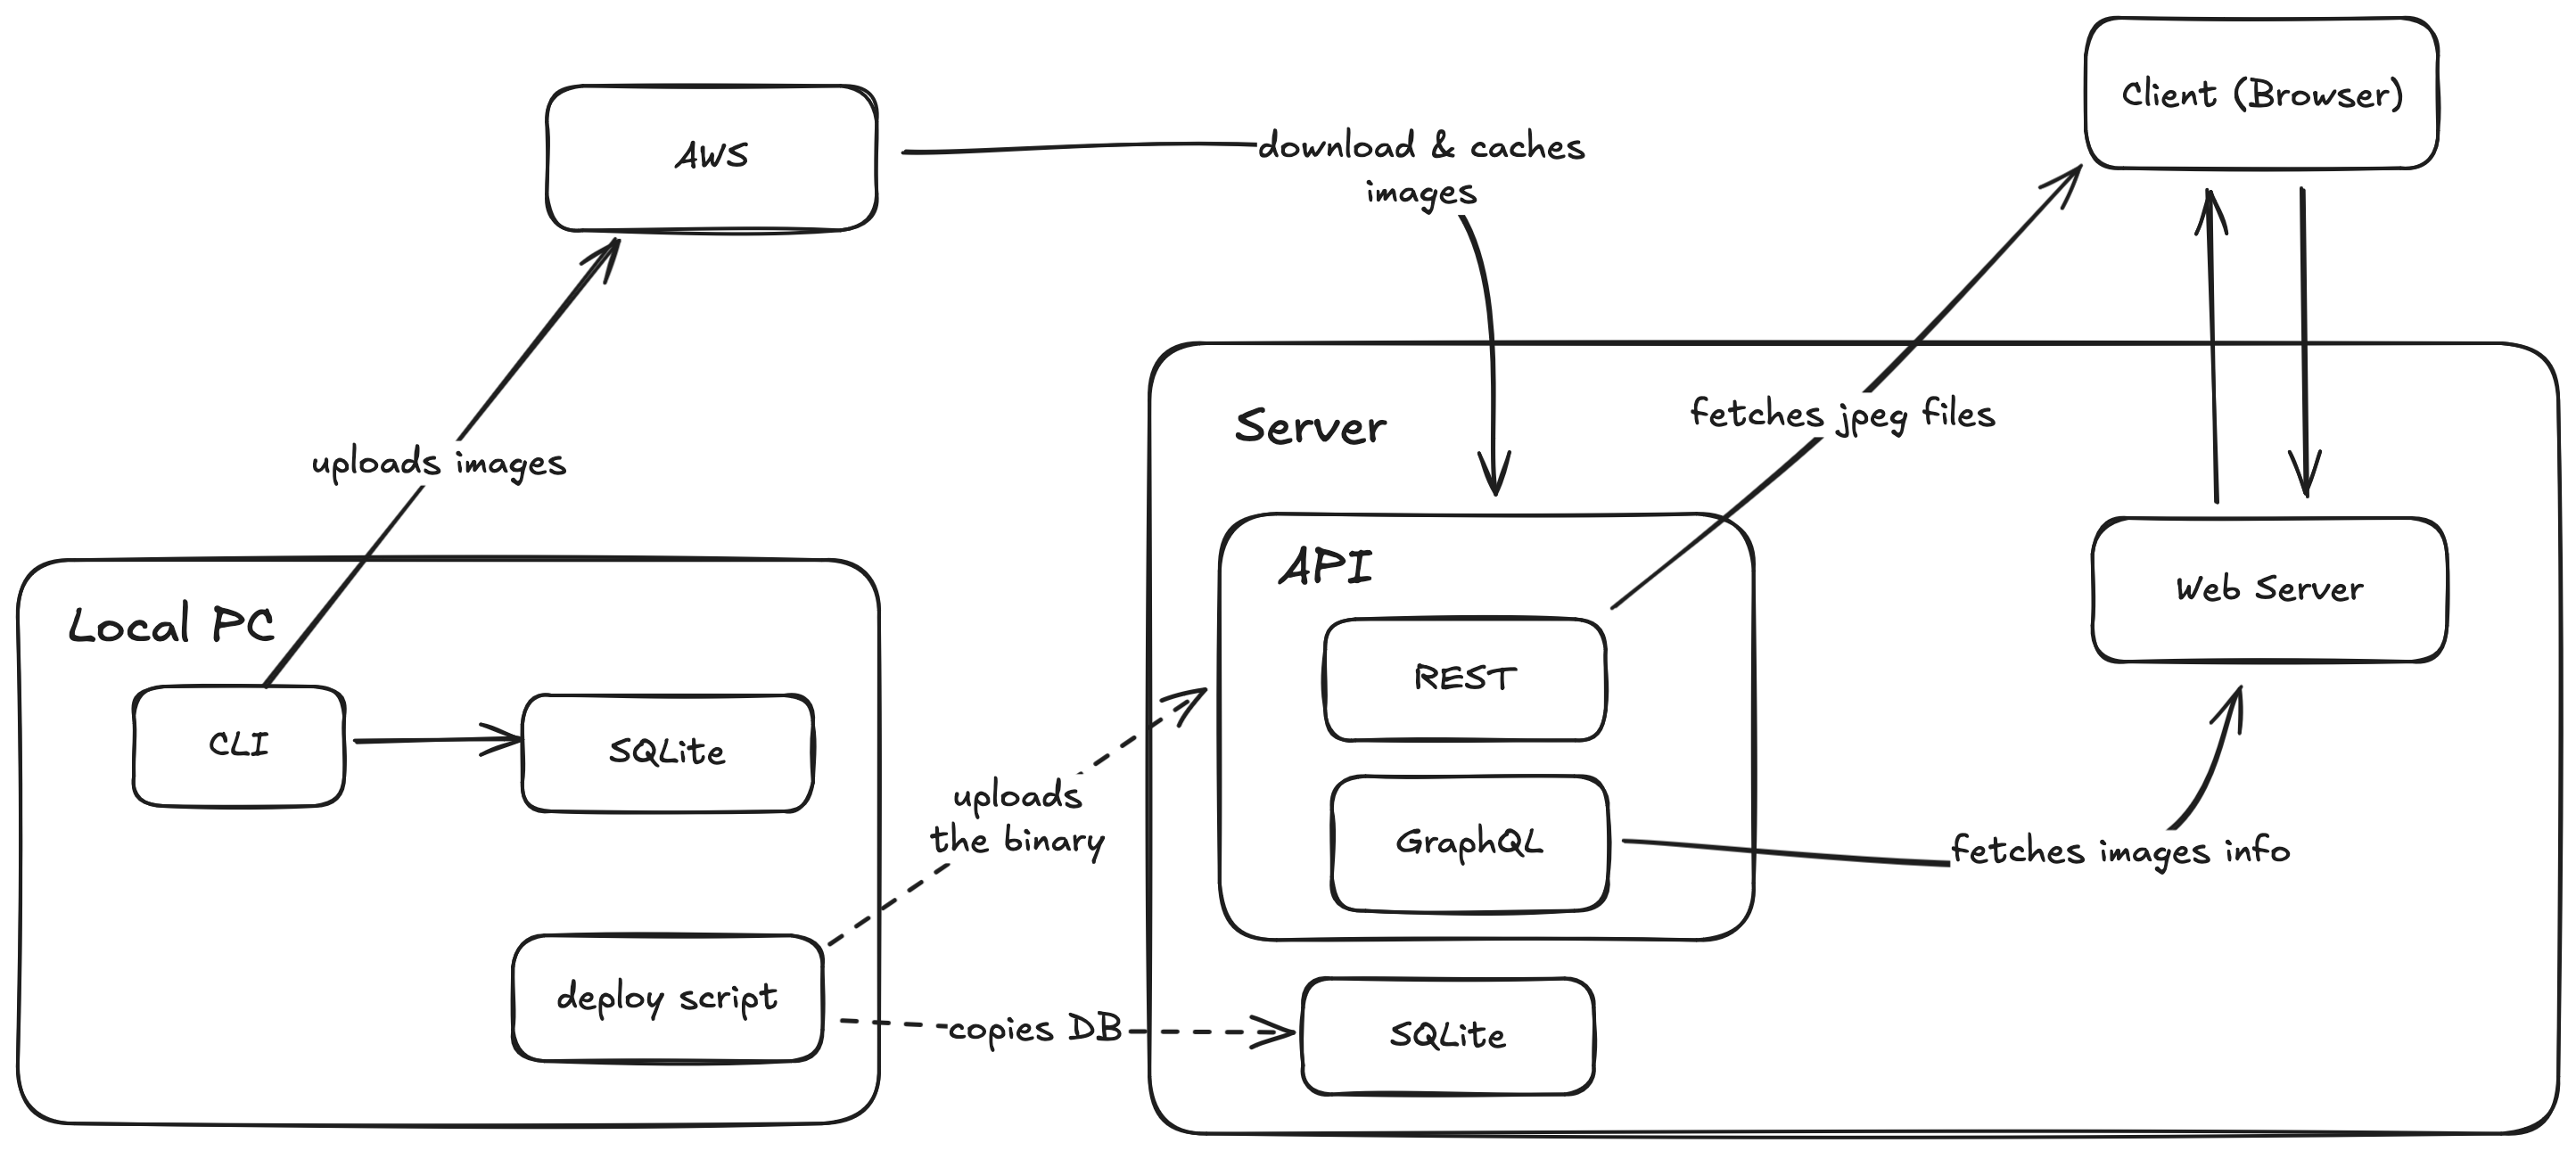 Client (Browser)
AWS
download & caches
images
Server
fetches jpeg files
uploads images
API
Local PC
Web Server
REST
CLI
SQLite
uploads
the binary
GraphQL
fetches images info
deploy script
copies DB
SQLite